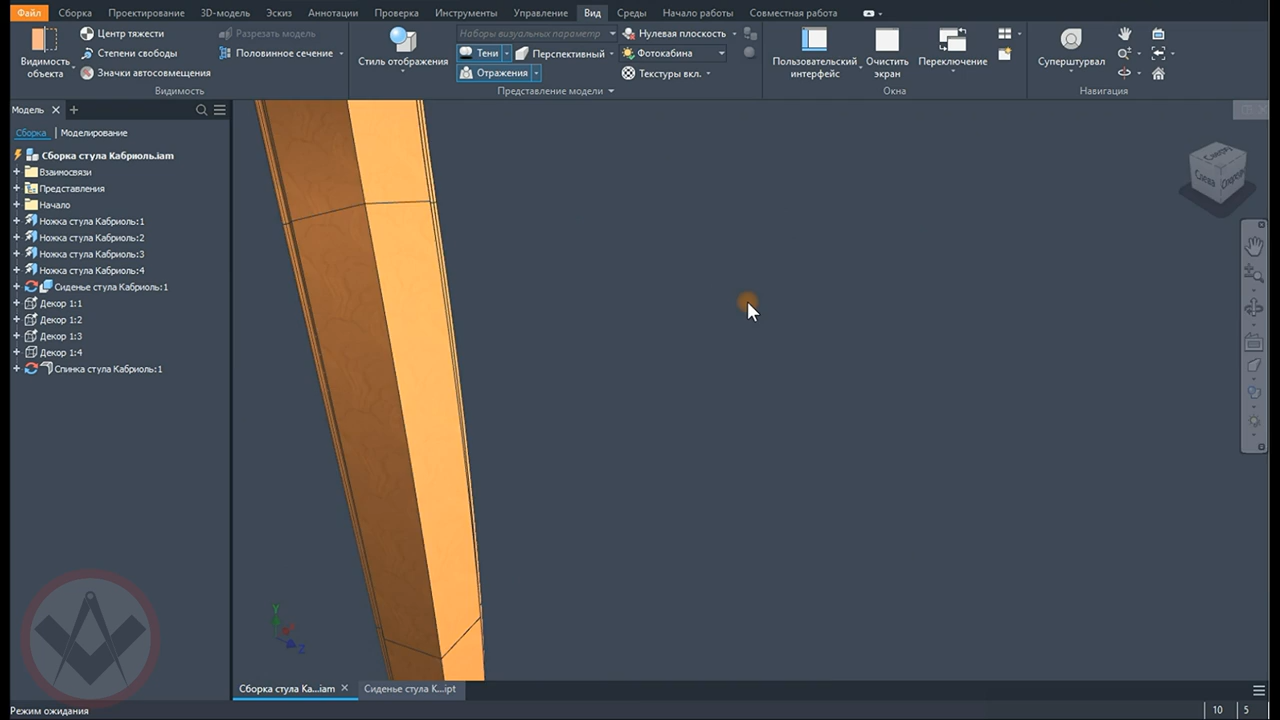 Файл Сборка Проектирование 3D-модель Эскиз Аннотации Проверка Инструменты Управление Вид Среды Начало работы Совместная работа
Видимость объекта
Центр тяжести
Степени свободы
Значки автосовмещения
Разрезать модель
Половинное сечение
Видимость
Стиль отображения
Наборы визуальных параметр
Тени
Перспективный
Отражения
Нулевая плоскость
Фотокабина
Текстуры вкл.
Представление модели
Пользовательский интерфейс
Очистить экран
Переключение
Окна
Суперштурвал
Навигация
Модель
Сборка | Моделирование
Сборка стула Кабриоль.iam
Взаимосвязи
Представления
Начало
Ножка стула Кабриоль:1
Ножка стула Кабриоль:2
Ножка стула Кабриоль:3
Ножка стула Кабриоль:4
Сиденье стула Кабриоль:1
Декор 1:1
Декор 1:2
Декор 1:3
Декор 1:4
Спинка стула Кабриоль:1
Сверху
Слева
Y
Z
Сборка стула Ка...iam
Сиденье стула К...ipt
Режим ожидания
10 5